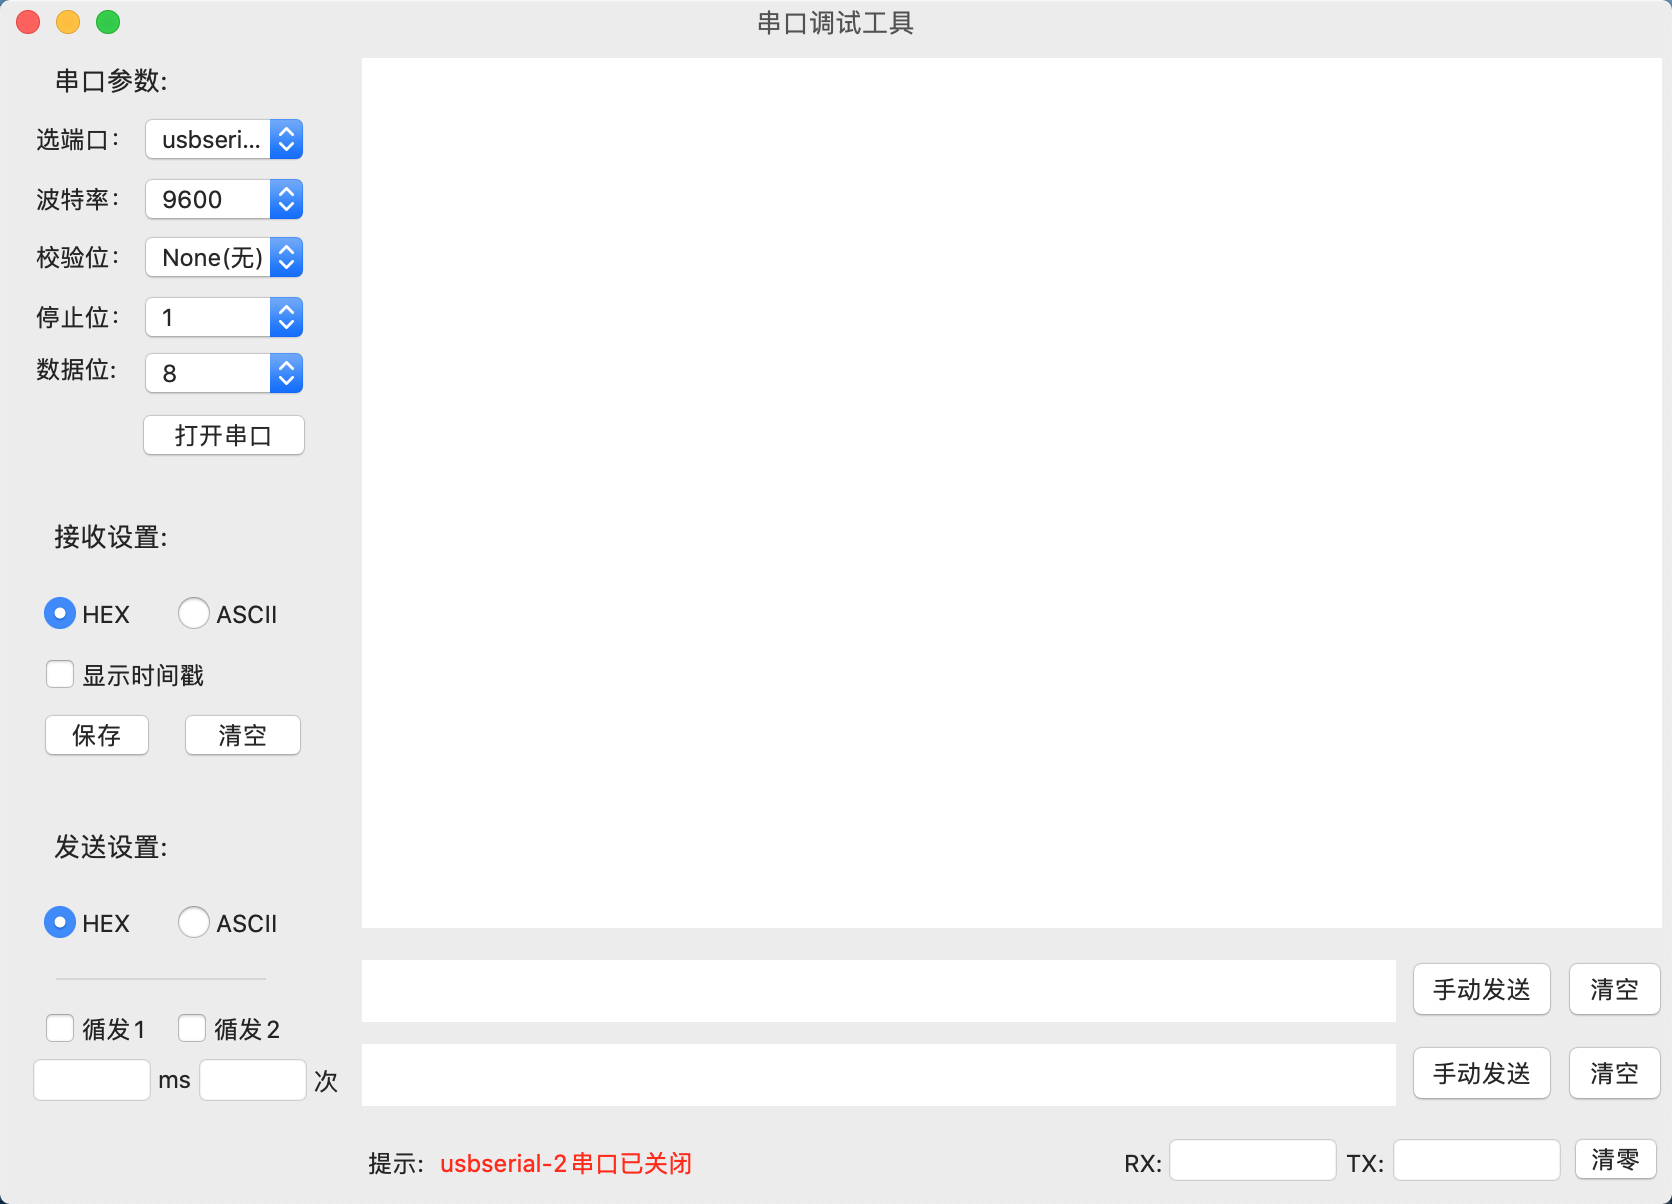 串口调试工具
串口参数:
选端口: usbseri...
波特率: 9600
校验位: None(无)
停止位: 1
数据位: 8
打开串口
接收设置:
HEX ASCII
显示时间戳
保存 清空
发送设置:
HEX ASCII
循发1 循发2
ms 次
手动发送 清空
手动发送 清空
提示: usbserial-2串口已关闭 RX: TX: 清零